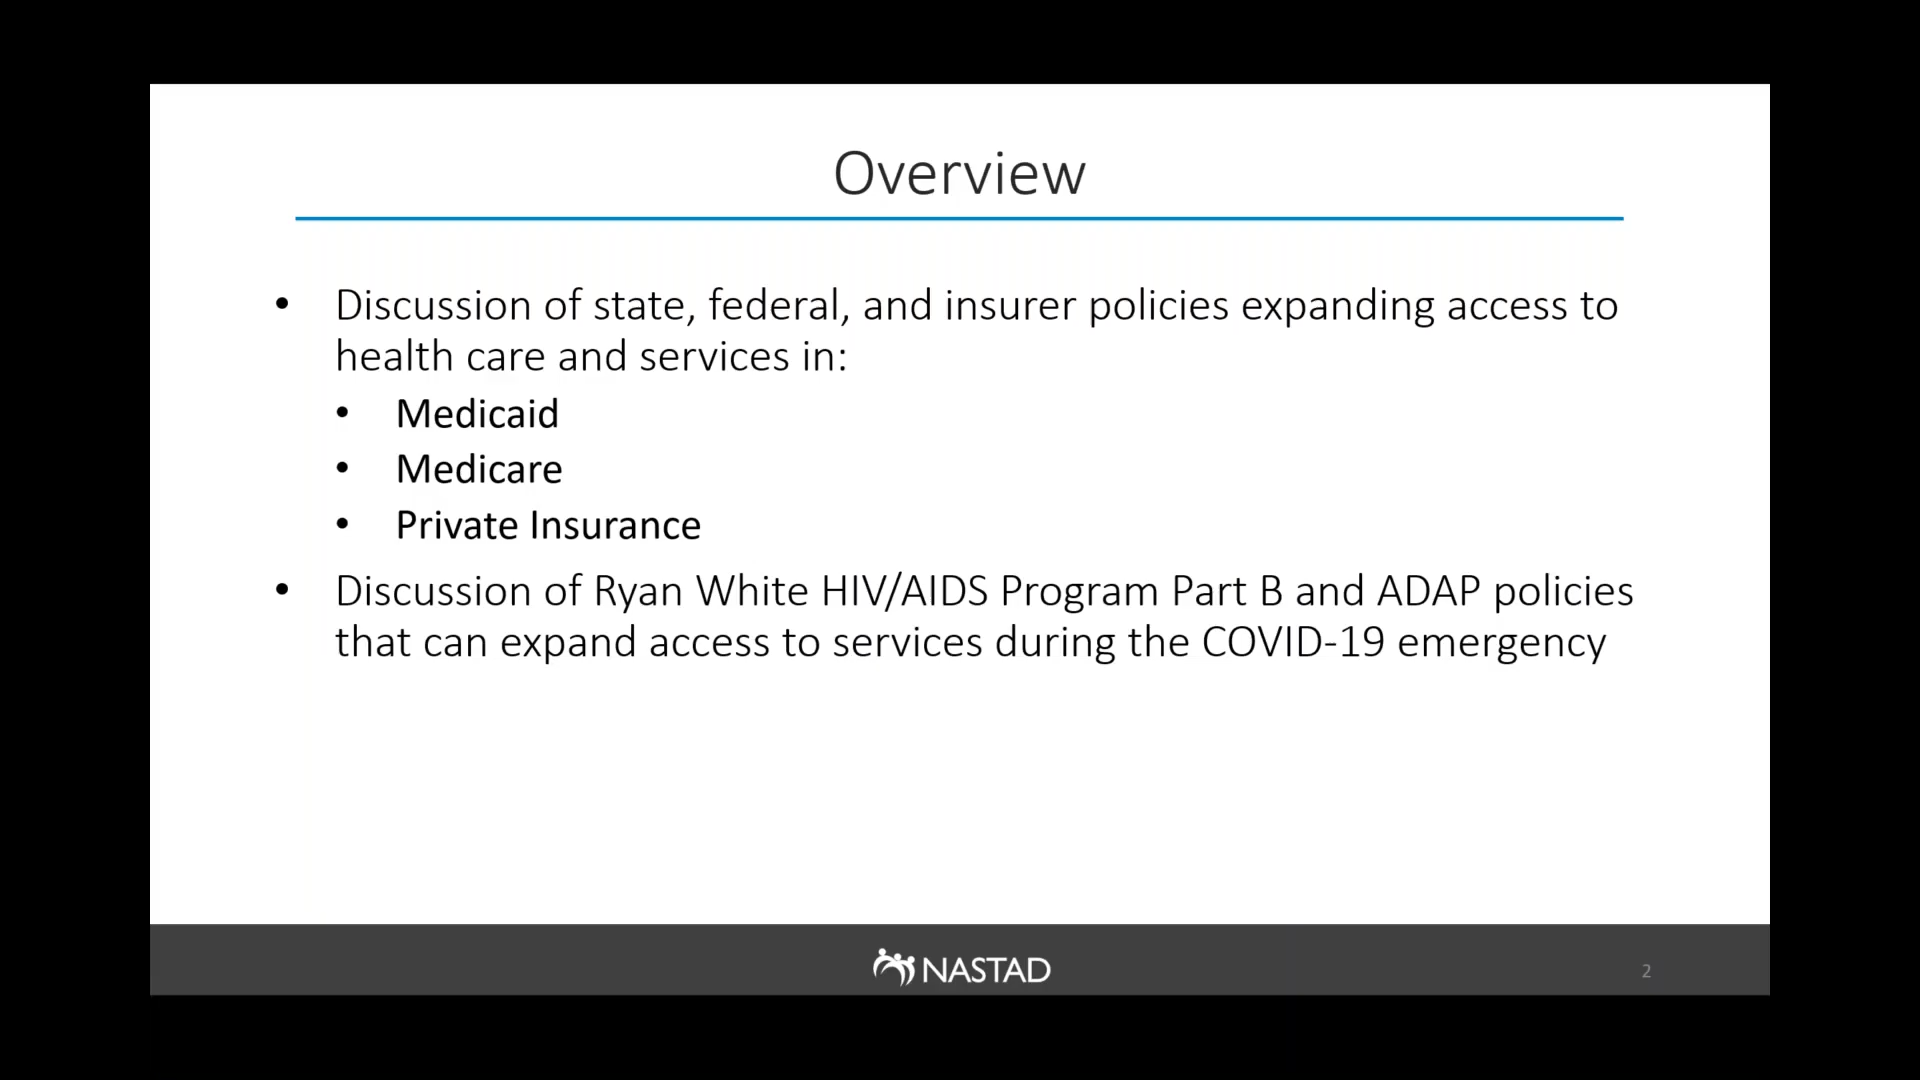 Overview
• Discussion of state, federal, and insurer policies expanding access to
health care and services in:
• Medicaid
• Medicare
• Private Insurance
• Discussion of Ryan White HIV/AIDS Program Part B and ADAP policies
that can expand access to services during the COVID-19 emergency
NASTAD
2